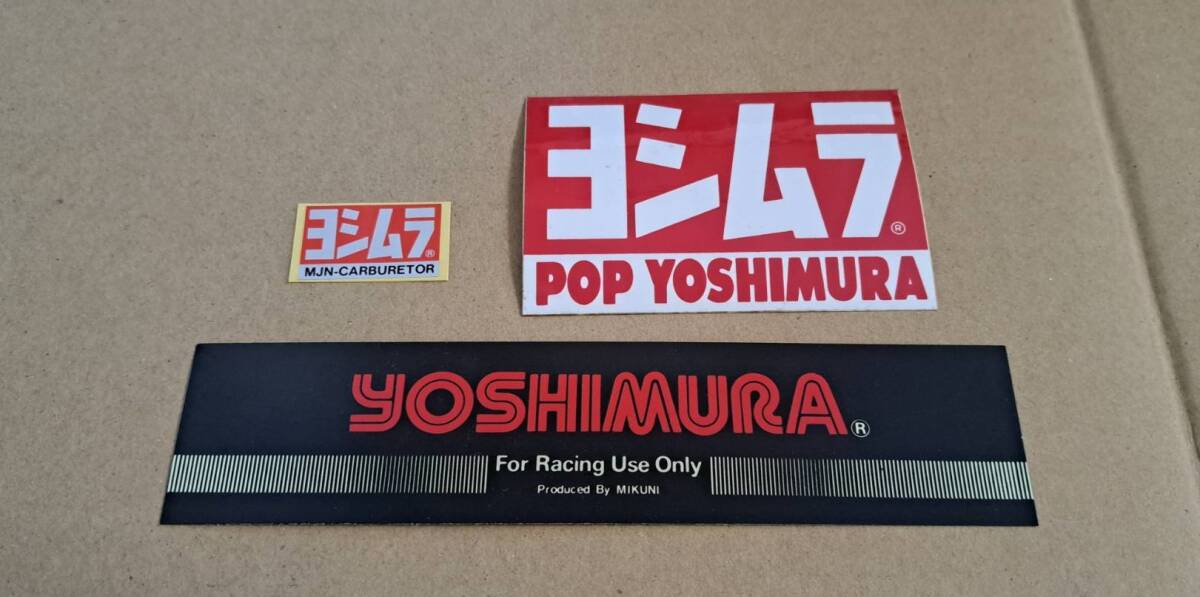 ヨシムラ®
MJN-CARBURETOR
ヨシムラ®
POP YOSHIMURA
YOSHIMURA®
For Racing Use Only
Produced By MIKUNI